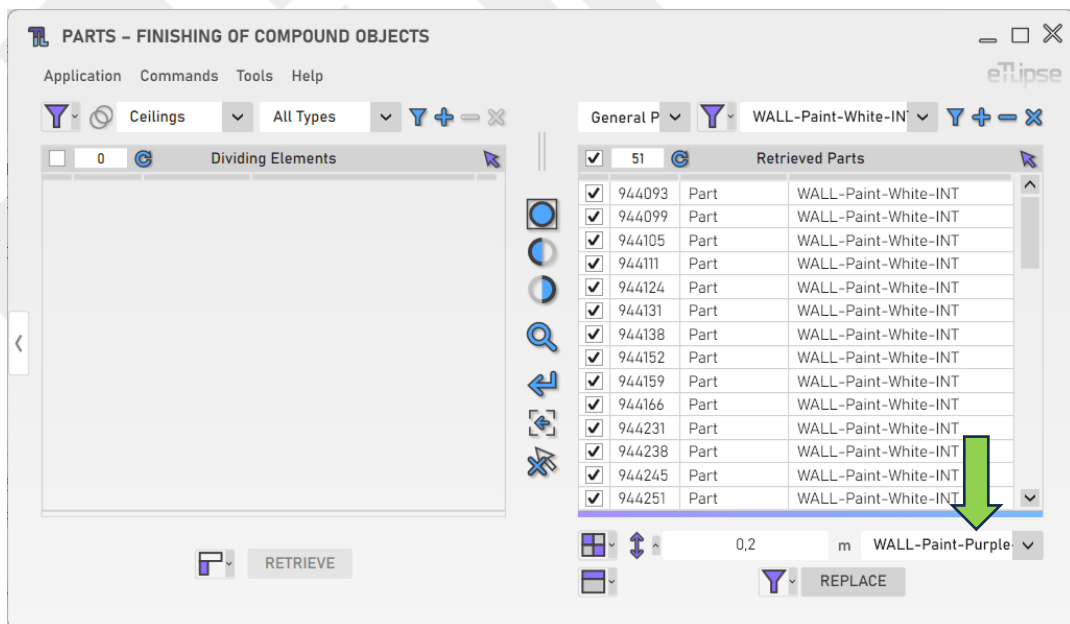 PARTS – FINISHING OF COMPOUND OBJECTS
Application Commands Tools Help
eTLipse
Ceilings All Types
General P WALL-Paint-White-IN
0 Dividing Elements
51 Retrieved Parts
944093 Part WALL-Paint-White-INT
944099 Part WALL-Paint-White-INT
944105 Part WALL-Paint-White-INT
944111 Part WALL-Paint-White-INT
944124 Part WALL-Paint-White-INT
944131 Part WALL-Paint-White-INT
944138 Part WALL-Paint-White-INT
944152 Part WALL-Paint-White-INT
944159 Part WALL-Paint-White-INT
944166 Part WALL-Paint-White-INT
944231 Part WALL-Paint-White-INT
944238 Part WALL-Paint-White-INT
944245 Part WALL-Paint-White-INT
944251 Part WALL-Paint-White-INT
0,2 m WALL-Paint-Purple-
RETRIEVE
REPLACE